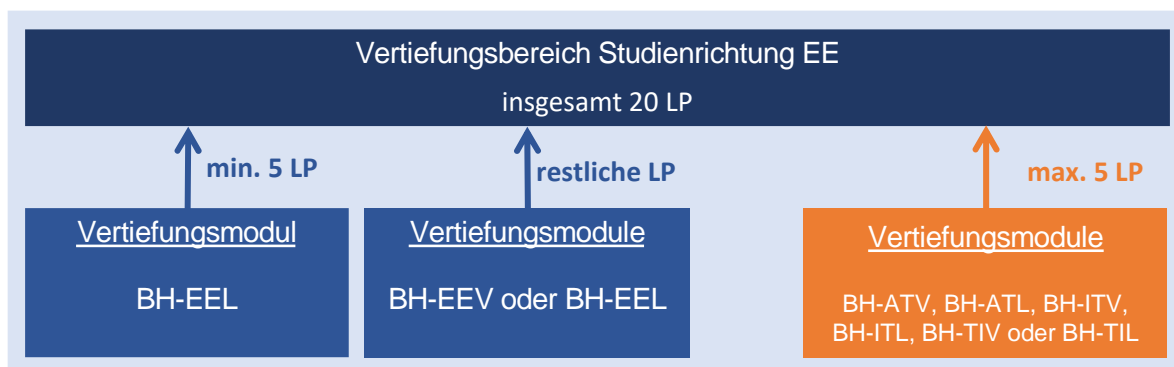 Vertiefungsbereich Studienrichtung EE
insgesamt 20 LP
min. 5 LP
restliche LP
max. 5 LP
Vertiefungsmodul
BH-EEL
Vertiefungsmodule
BH-EEV oder BH-EEL
Vertiefungsmodule
BH-ATV, BH-ATL, BH-ITV,
BH-ITL, BH-TIV oder BH-TIL